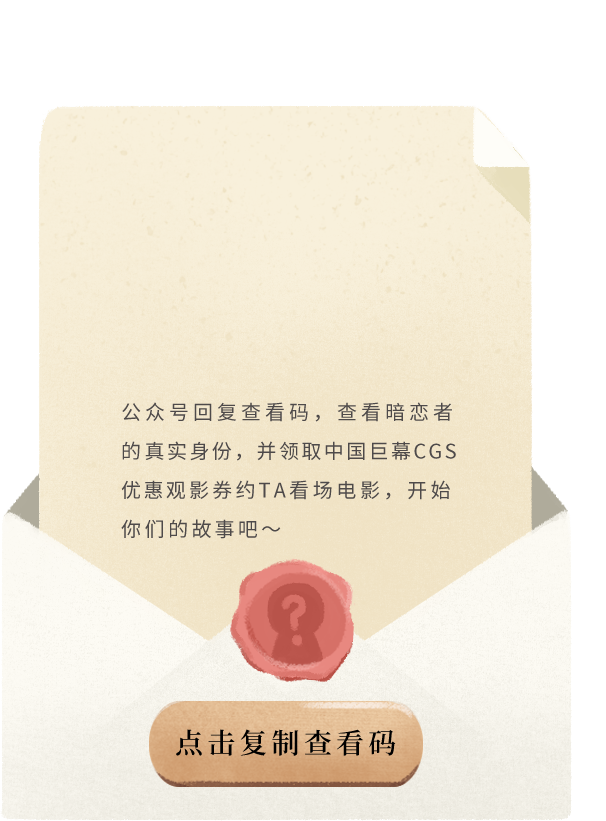 公众号回复查看码，查看暗恋者
的真实身份，并领取中国巨幕CGS
优惠观影券约TA看场电影，开始
你们的故事吧～
?
点击复制查看码